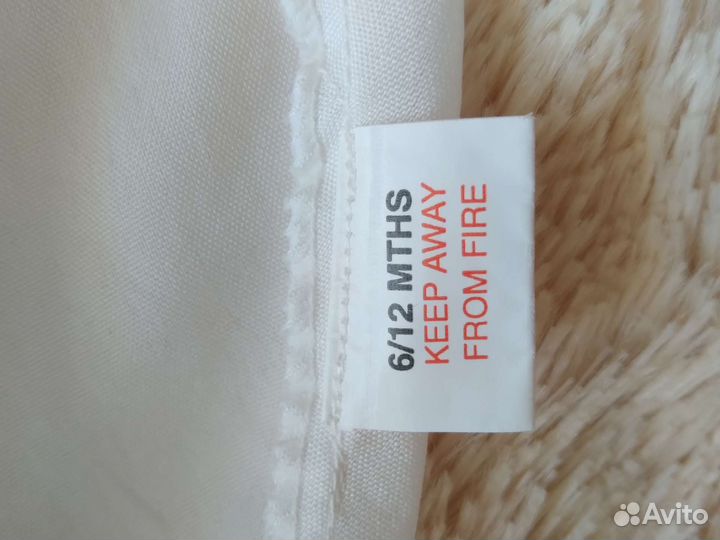 6/12 MTHS
KEEP AWAY
FROM FIRE
Avito